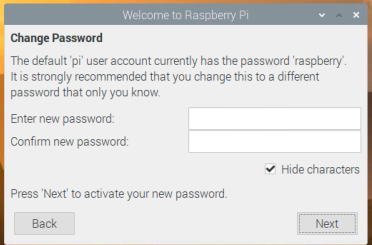 Welcome to Raspberry Pi
Change Password
The default 'pi' user account currently has the password 'raspberry'.
It is strongly recommended that you change this to a different
password that only you know.
Enter new password:
Confirm new password:
Hide characters
Press 'Next' to activate your new password.
Back
Next